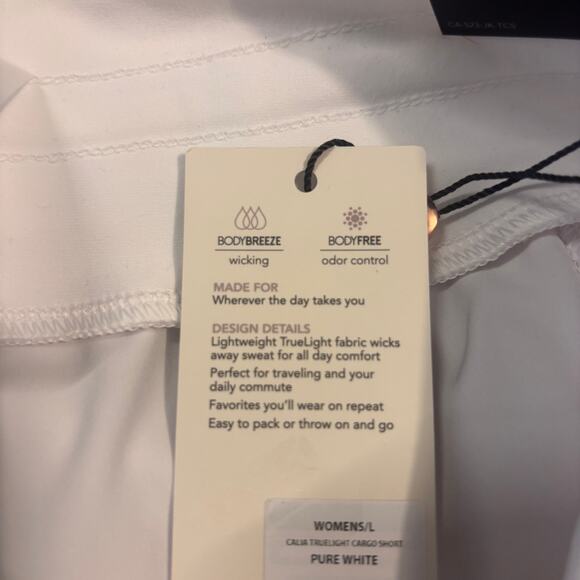 BODYBREEZE
wicking
BODYFREE
odor control
MADE FOR
Wherever the day takes you
DESIGN DETAILS
Lightweight TrueLight fabric wicks
away sweat for all day comfort
Perfect for traveling and your
daily commute
Favorites you'll wear on repeat
Easy to pack or throw on and go
WOMENS/L
CALIA TRUELIGHT CARGO SHORT
PURE WHITE